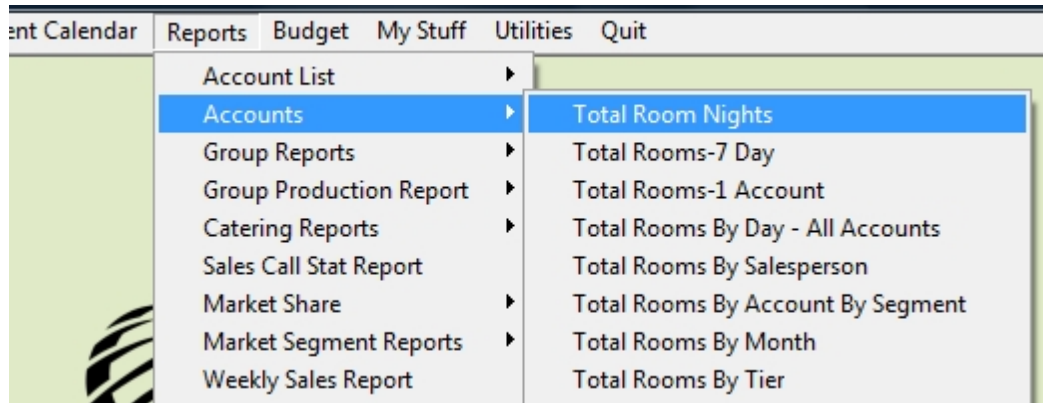 ent Calendar Reports Budget My Stuff Utilities Quit
Account List
Accounts
Group Reports
Group Production Report
Catering Reports
Sales Call Stat Report
Market Share
Market Segment Reports
Weekly Sales Report
Total Room Nights
Total Rooms-7 Day
Total Rooms-1 Account
Total Rooms By Day - All Accounts
Total Rooms By Salesperson
Total Rooms By Account By Segment
Total Rooms By Month
Total Rooms By Tier